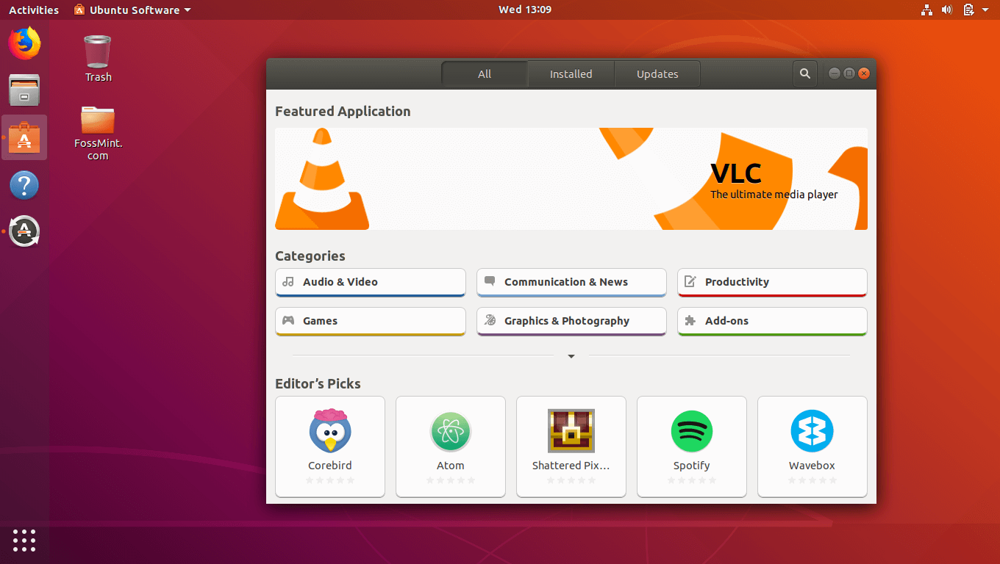 Activities
Ubuntu Software
Wed 13:09
Trash
FossMint.
com
All
Installed
Updates
Featured Application
VLC
The ultimate media player
Categories
Audio & Video
Communication & News
Productivity
Games
Graphics & Photography
Add-ons
Editor’s Picks
Corebird
Atom
Shattered Pix…
Spotify
Wavebox